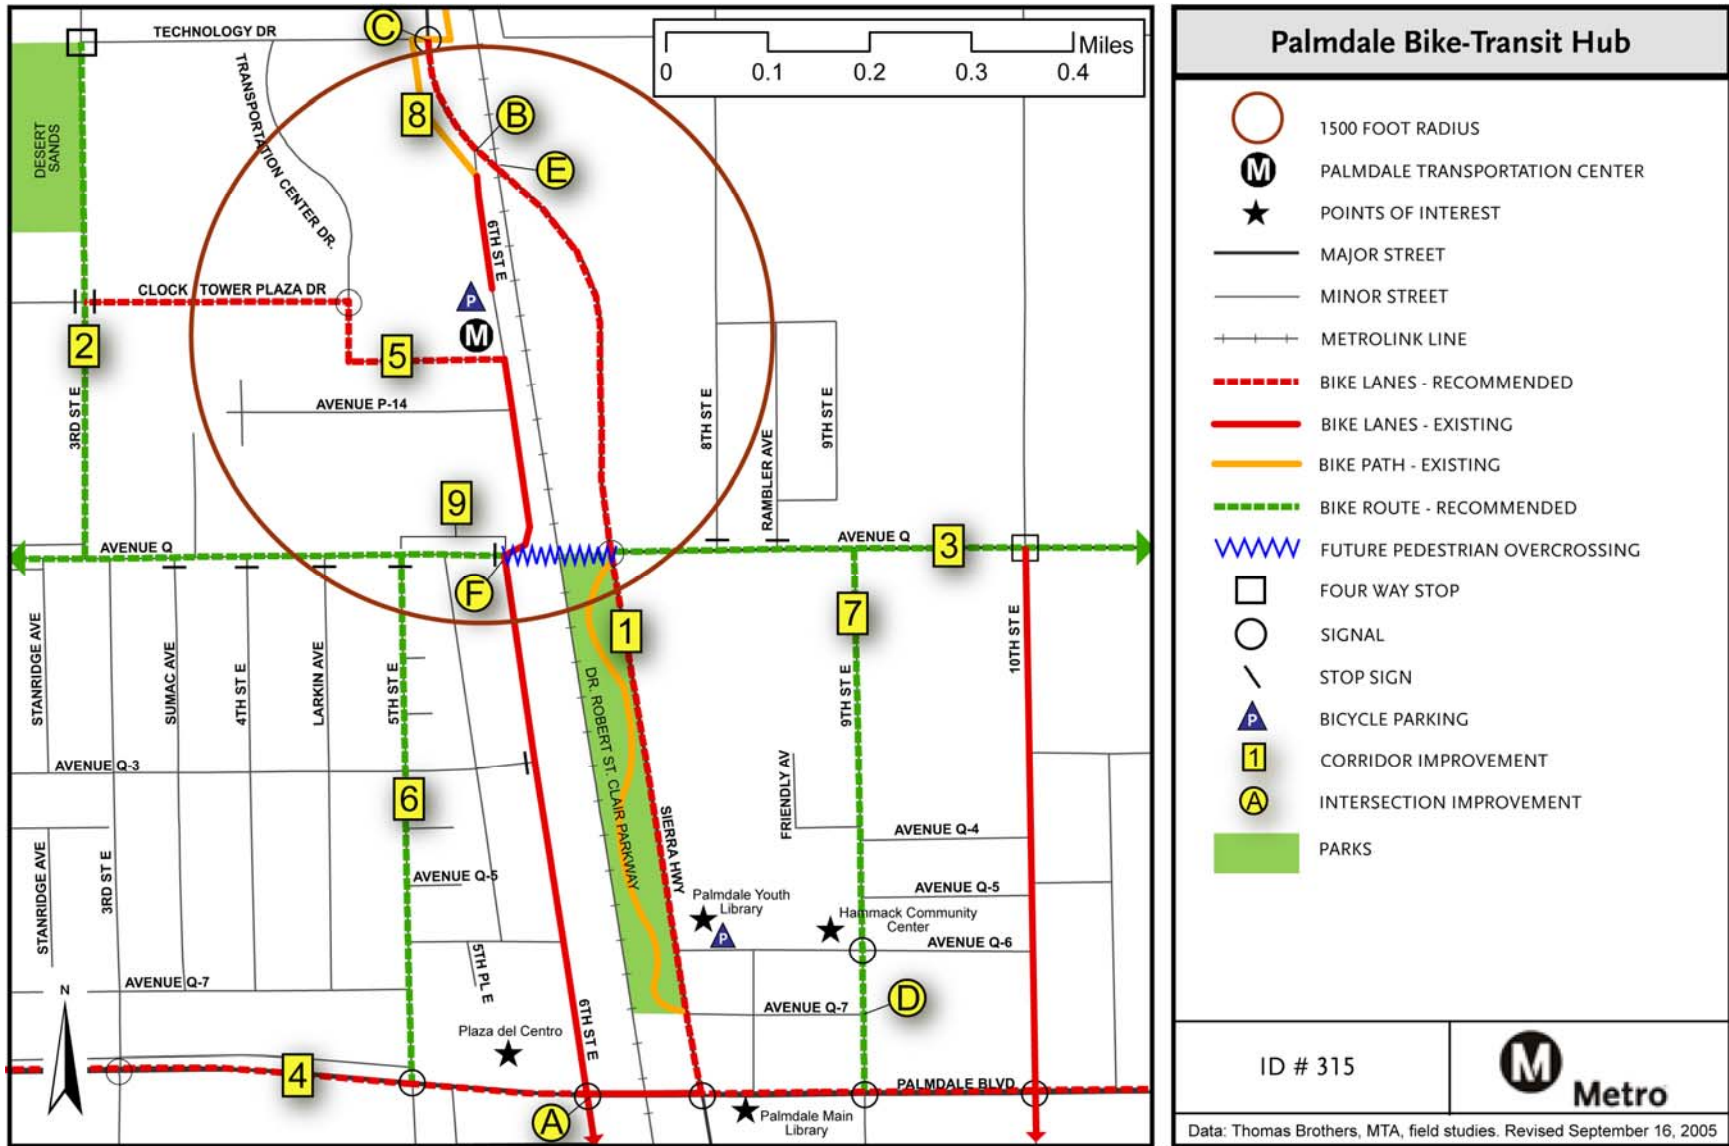 TECHNOLOGY DR
C
Miles
0 0.1 0.2 0.3 0.4
TRANSPORTATION CENTER DR.
8
B
E
DESERT
SANDS
6TH ST E
CLOCK TOWER PLAZA DR
P
M
2
5
3RD ST E
AVENUE P-14
8TH ST E
RAMBLER AVE
9TH ST E
9
AVENUE Q
AVENUE Q
3
F
1
7
STANRIDGE AVE
SUMAC AVE
4TH ST E
LARKIN AVE
5TH ST E
9TH ST E
10TH ST E
DR. ROBERT ST. CLAIR PARKWAY
AVENUE Q-3
6
FRIENDLY AV
SIERRA HWY
AVENUE Q-4
STANRIDGE AVE
3RD ST E
AVENUE Q-5
AVENUE Q-5
Palmdale Youth
Library
P
Hammack Community
Center
AVENUE Q-6
5TH PL E
AVENUE Q-7
N
AVENUE Q-7
D
6TH ST E
Plaza del Centro
4
PALMDALE BLVD
A
Palmdale Main
Library
Palmdale Bike-Transit Hub
1500 FOOT RADIUS
M PALMDALE TRANSPORTATION CENTER
POINTS OF INTEREST
MAJOR STREET
MINOR STREET
METROLINK LINE
BIKE LANES - RECOMMENDED
BIKE LANES - EXISTING
BIKE PATH - EXISTING
BIKE ROUTE - RECOMMENDED
FUTURE PEDESTRIAN OVERCROSSING
FOUR WAY STOP
SIGNAL
STOP SIGN
P BICYCLE PARKING
1 CORRIDOR IMPROVEMENT
A INTERSECTION IMPROVEMENT
PARKS
ID # 315
M Metro
Data: Thomas Brothers, MTA, field studies. Revised September 16, 2005